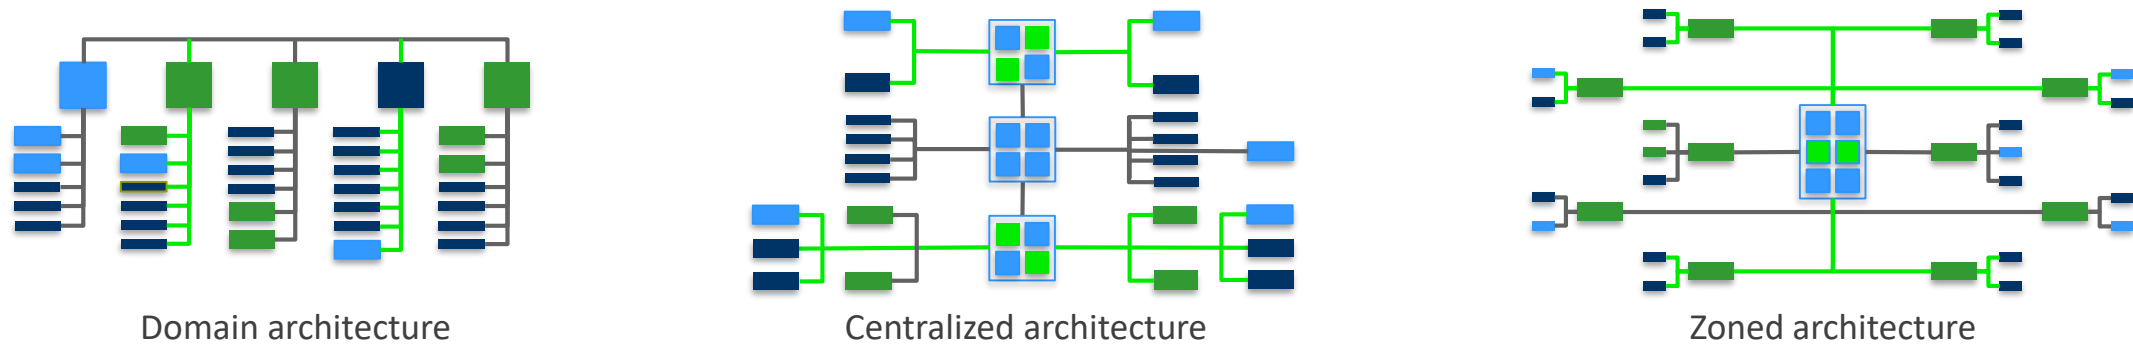 Domain architecture
Centralized architecture
Zoned architecture